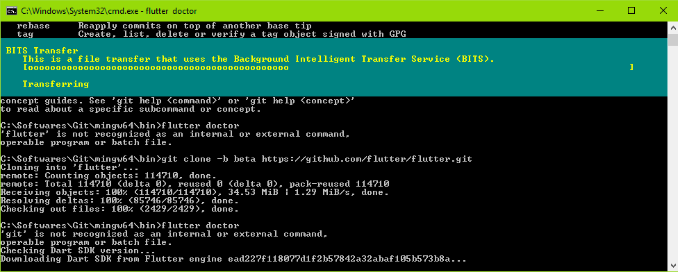 C:\Windows\System32\cmd.exe - flutter doctor
rebase Reapply commits on top of another base tip
tag Create, list, delete or verify a tag object signed with GPG
BITS Transfer
This is a file transfer that uses the Background Intelligent Transfer Service (BITS).
[oooooooooooooooooooooooooooooooooooooooooooooo ]
Transferring
concept guides. See 'git help <command>' or 'git help <concept>'
to read about a specific subcommand or concept.
C:\Softwares\Git\mingw64\bin>flutter doctor
'flutter' is not recognized as an internal or external command,
operable program or batch file.
C:\Softwares\Git\mingw64\bin>git clone -b beta https://github.com/flutter/flutter.git
Cloning into 'flutter'...
remote: Counting objects: 114710, done.
remote: Total 114710 (delta 0), reused 0 (delta 0), pack-reused 114710
Receiving objects: 100% (114710/114710), 34.53 MiB | 1.29 MiB/s, done.
Resolving deltas: 100% (85746/85746), done.
Checking out files: 100% (2429/2429), done.
C:\Softwares\Git\mingw64\bin>flutter doctor
'git' is not recognized as an internal or external command,
operable program or batch file.
Checking Dart SDK version...
Downloading Dart SDK from Flutter engine ead227f118077d1f2b57842a32abaf105b573b8a...